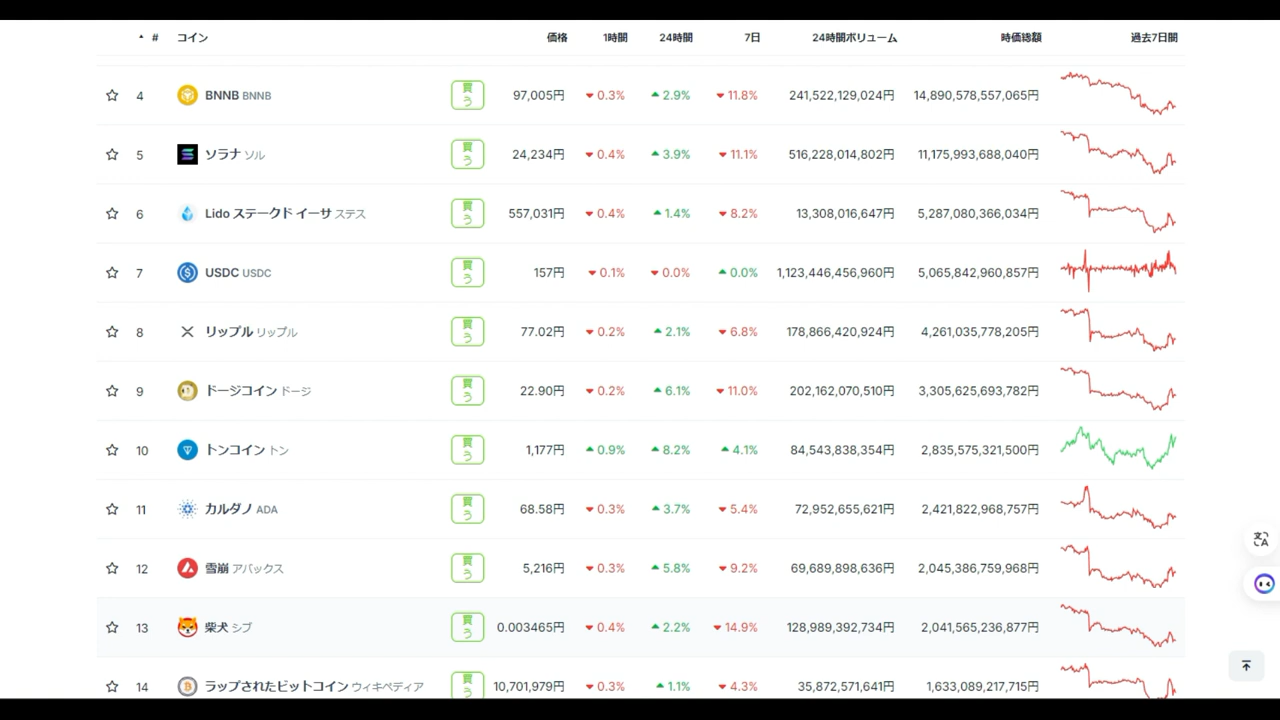 # コイン 価格 1時間 24時間 7日 24時間ボリューム 時価総額 過去7日間
4 BNNB BNNB 買う 97,005円 0.3% 2.9% 11.8% 241,522,129,024円 14,890,578,557,065円
5 ソラナ ソル 買う 24,234円 0.4% 3.9% 11.1% 516,228,014,802円 11,175,993,688,040円
6 Lido ステークド イーサ ステス 買う 557,031円 0.4% 1.4% 8.2% 13,308,016,647円 5,287,080,366,034円
7 USDC USDC 買う 157円 0.1% 0.0% 0.0% 1,123,446,456,960円 5,065,842,960,857円
8 リップル リップル 買う 77.02円 0.2% 2.1% 6.8% 178,866,420,924円 4,261,035,778,205円
9 ドージコイン ドージ 買う 22.90円 0.2% 6.1% 11.0% 202,162,070,510円 3,305,625,693,782円
10 トンコイン トン 買う 1,177円 0.9% 8.2% 4.1% 84,543,838,354円 2,835,575,321,500円
11 カルダノ ADA 買う 68.58円 0.3% 3.7% 5.4% 72,952,655,621円 2,421,822,968,757円
12 雪崩 アバックス 買う 5,216円 0.3% 5.8% 9.2% 69,689,898,636円 2,045,386,759,968円
13 柴犬 シブ 買う 0.003465円 0.4% 2.2% 14.9% 128,989,392,734円 2,041,565,236,877円
14 ラップされたビットコイン ウィキペディア 買う 10,701,979円 0.3% 1.1% 4.3% 35,872,571,641円 1,633,089,217,715円